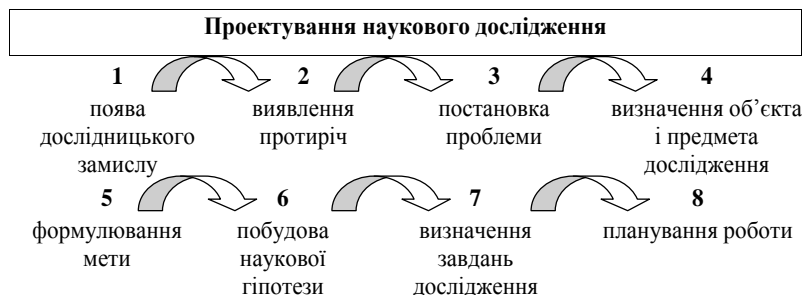 Проектування наукового дослідження
1 2 3 4
поява виявлення постановка визначення об’єкта
дослідницького протиріч проблеми і предмета
замислу дослідження
5 6 7 8
формулювання побудова визначення планування роботи
мети наукової завдань
гіпотези дослідження